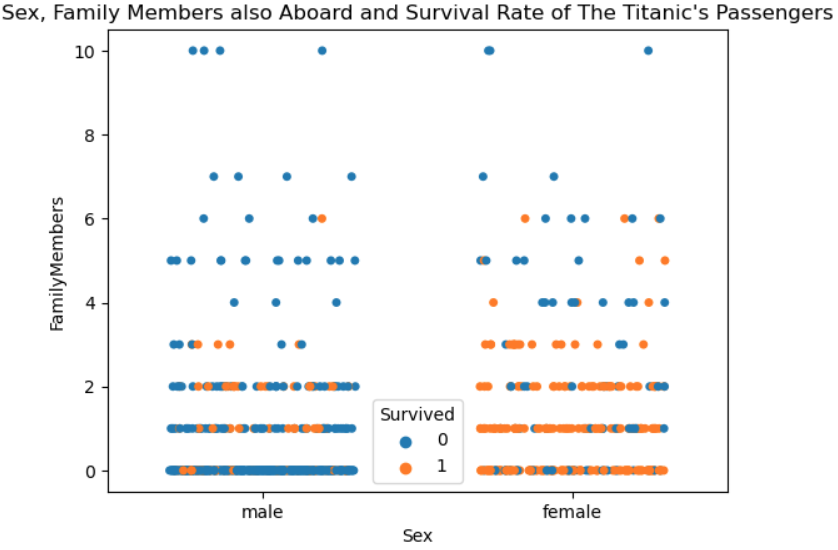 Sex, Family Members also Aboard and Survival Rate of The Titanic's Passengers
10
8
6
FamilyMembers
4
2
0
Survived
0
1
male
female
Sex